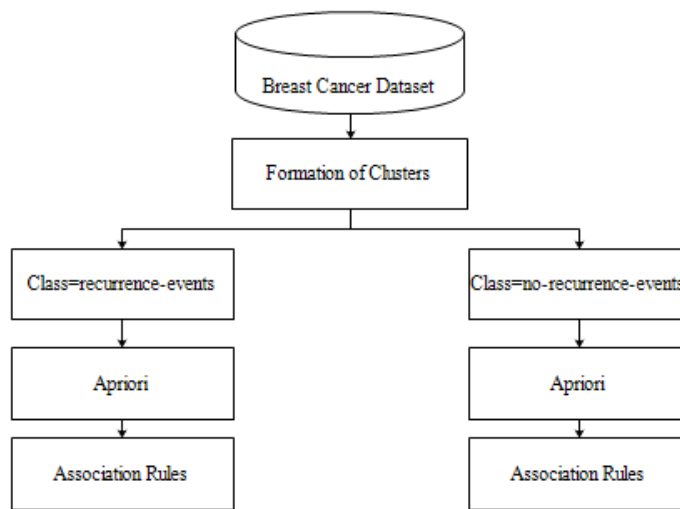 Breast Cancer Dataset
Formation of Clusters
Class=recurrence-events
Class=no-recurrence-events
Apriori
Apriori
Association Rules
Association Rules